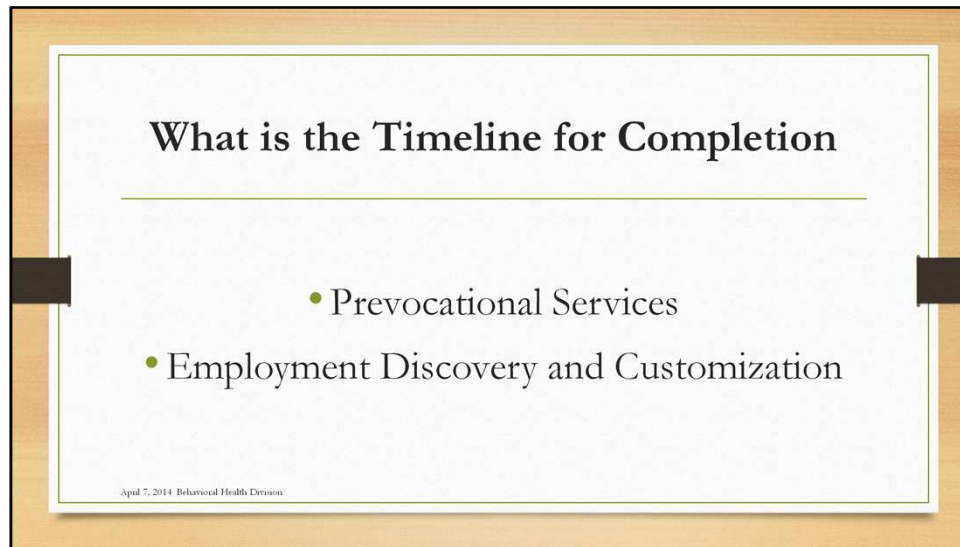 What is the Timeline for Completion
• Prevocational Services
• Employment Discovery and Customization
April 7, 2014 Behavioral Health Division